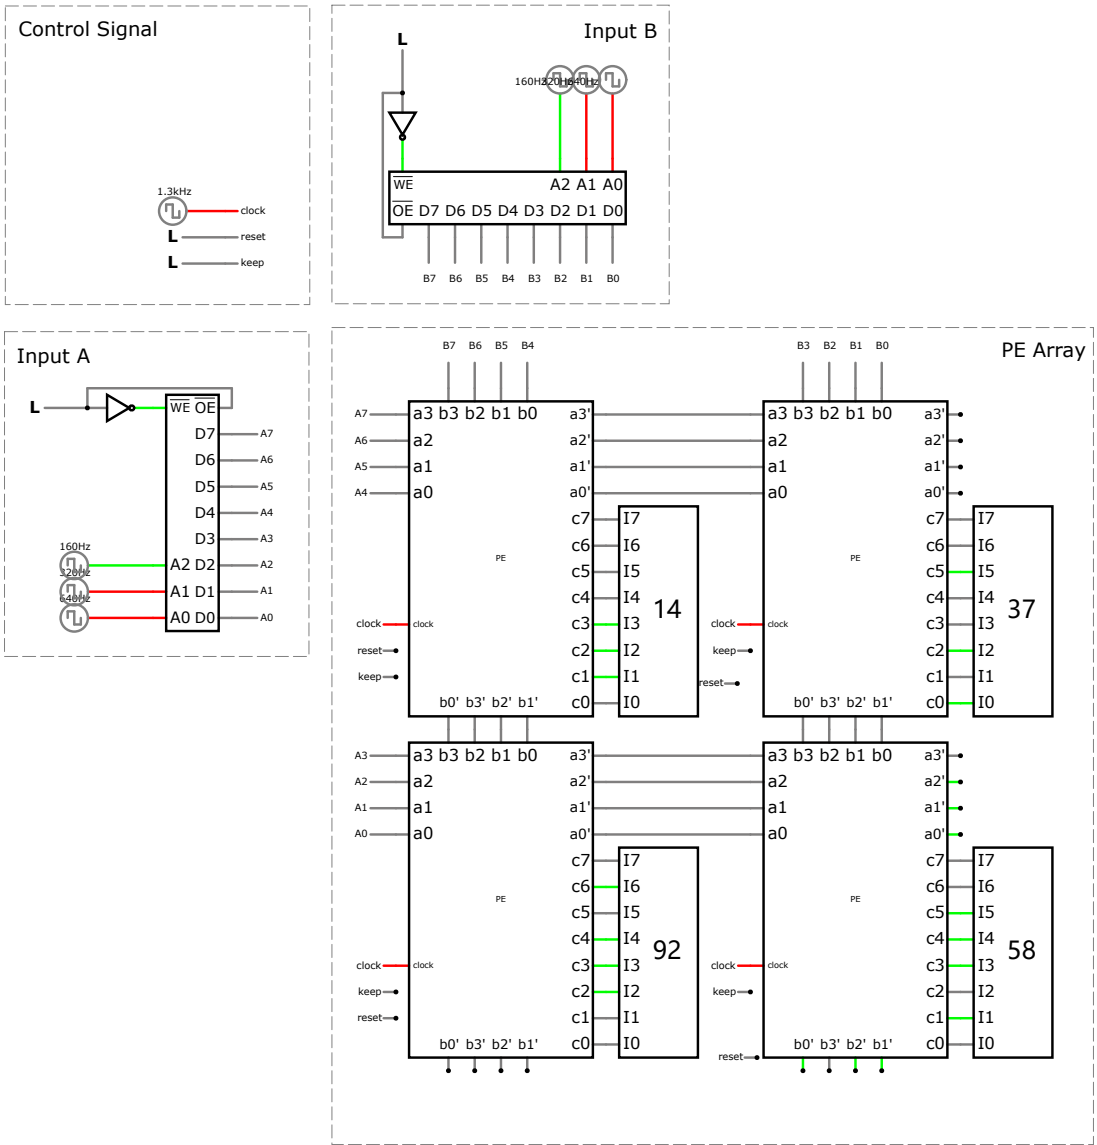 Control Signal
1.3kHz
clock
L
reset
L
keep
Input B
L
160Hz 320Hz 640Hz
WE A2 A1 A0
OE D7 D6 D5 D4 D3 D2 D1 D0
B7 B6 B5 B4 B3 B2 B1 B0
Input A
L WE OE
D7 A7
D6 A6
D5 A5
D4 A4
D3 A3
160Hz
A2 D2 A2
320Hz
A1 D1 A1
640Hz
A0 D0 A0
PE Array
B7 B6 B5 B4 B3 B2 B1 B0
A7 a3 b3 b2 b1 b0 a3' a3 b3 b2 b1 b0 a3'
A6 a2 a2' a2 a2'
A5 a1 a1' a1 a1'
A4 a0 a0' a0 a0'
c7 I7 c7 I7
c6 I6 c6 I6
PE PE
c5 I5 c5 I5
c4 I4 c4 I4
14 37
clock clock c3 I3 clock clock c3 I3
reset c2 I2 keep c2 I2
keep c1 I1 reset c1 I1
b0' b3' b2' b1' c0 I0 b0' b3' b2' b1' c0 I0
A3 a3 b3 b2 b1 b0 a3' a3 b3 b2 b1 b0 a3'
A2 a2 a2' a2 a2'
A1 a1 a1' a1 a1'
A0 a0 a0' a0 a0'
c7 I7 c7 I7
c6 I6 c6 I6
PE PE
c5 I5 c5 I5
c4 I4 c4 I4
92 58
clock clock c3 I3 clock clock c3 I3
keep c2 I2 keep c2 I2
reset c1 I1 c1 I1
b0' b3' b2' b1' c0 I0 reset b0' b3' b2' b1' c0 I0